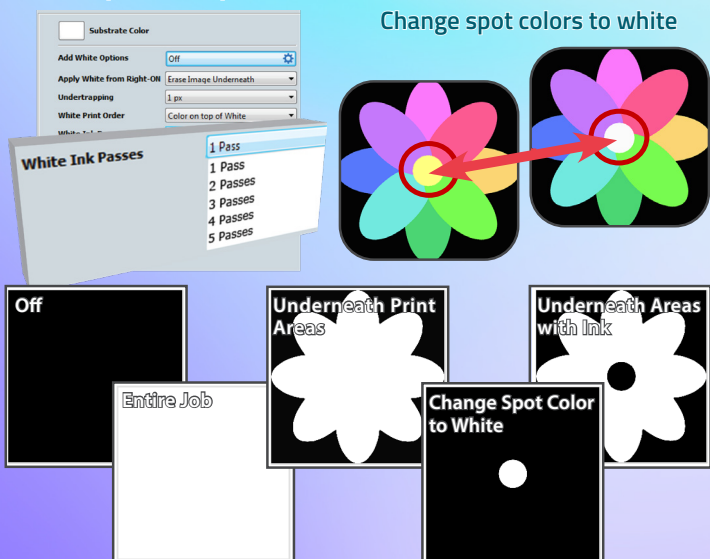 Change spot colors to white
Substrate Color
Add White Options
Off
Apply White from Right-ON
Erase Image Underneath
Undertrapping
1 px
White Print Order
Color on top of White
White Ink Passes
1 Pass
1 Pass
2 Passes
3 Passes
4 Passes
5 Passes
Off
Underneath Print
Areas
Underneath Areas
with Ink
Entire Job
Change Spot Color
to White